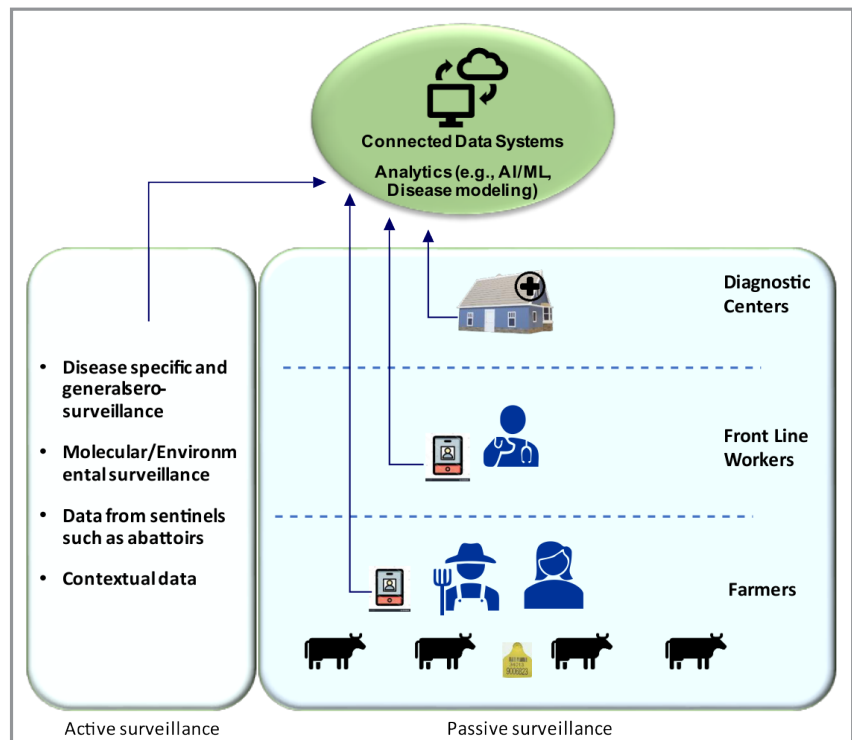 Connected Data Systems
Analytics (e.g., AI/ML,
Disease modeling)
• Disease specific and
generalsero-
surveillance
• Molecular/Environm
ental surveillance
• Data from sentinels
such as abattoirs
• Contextual data
Diagnostic
Centers
Front Line
Workers
Farmers
9006823
Active surveillance
Passive surveillance